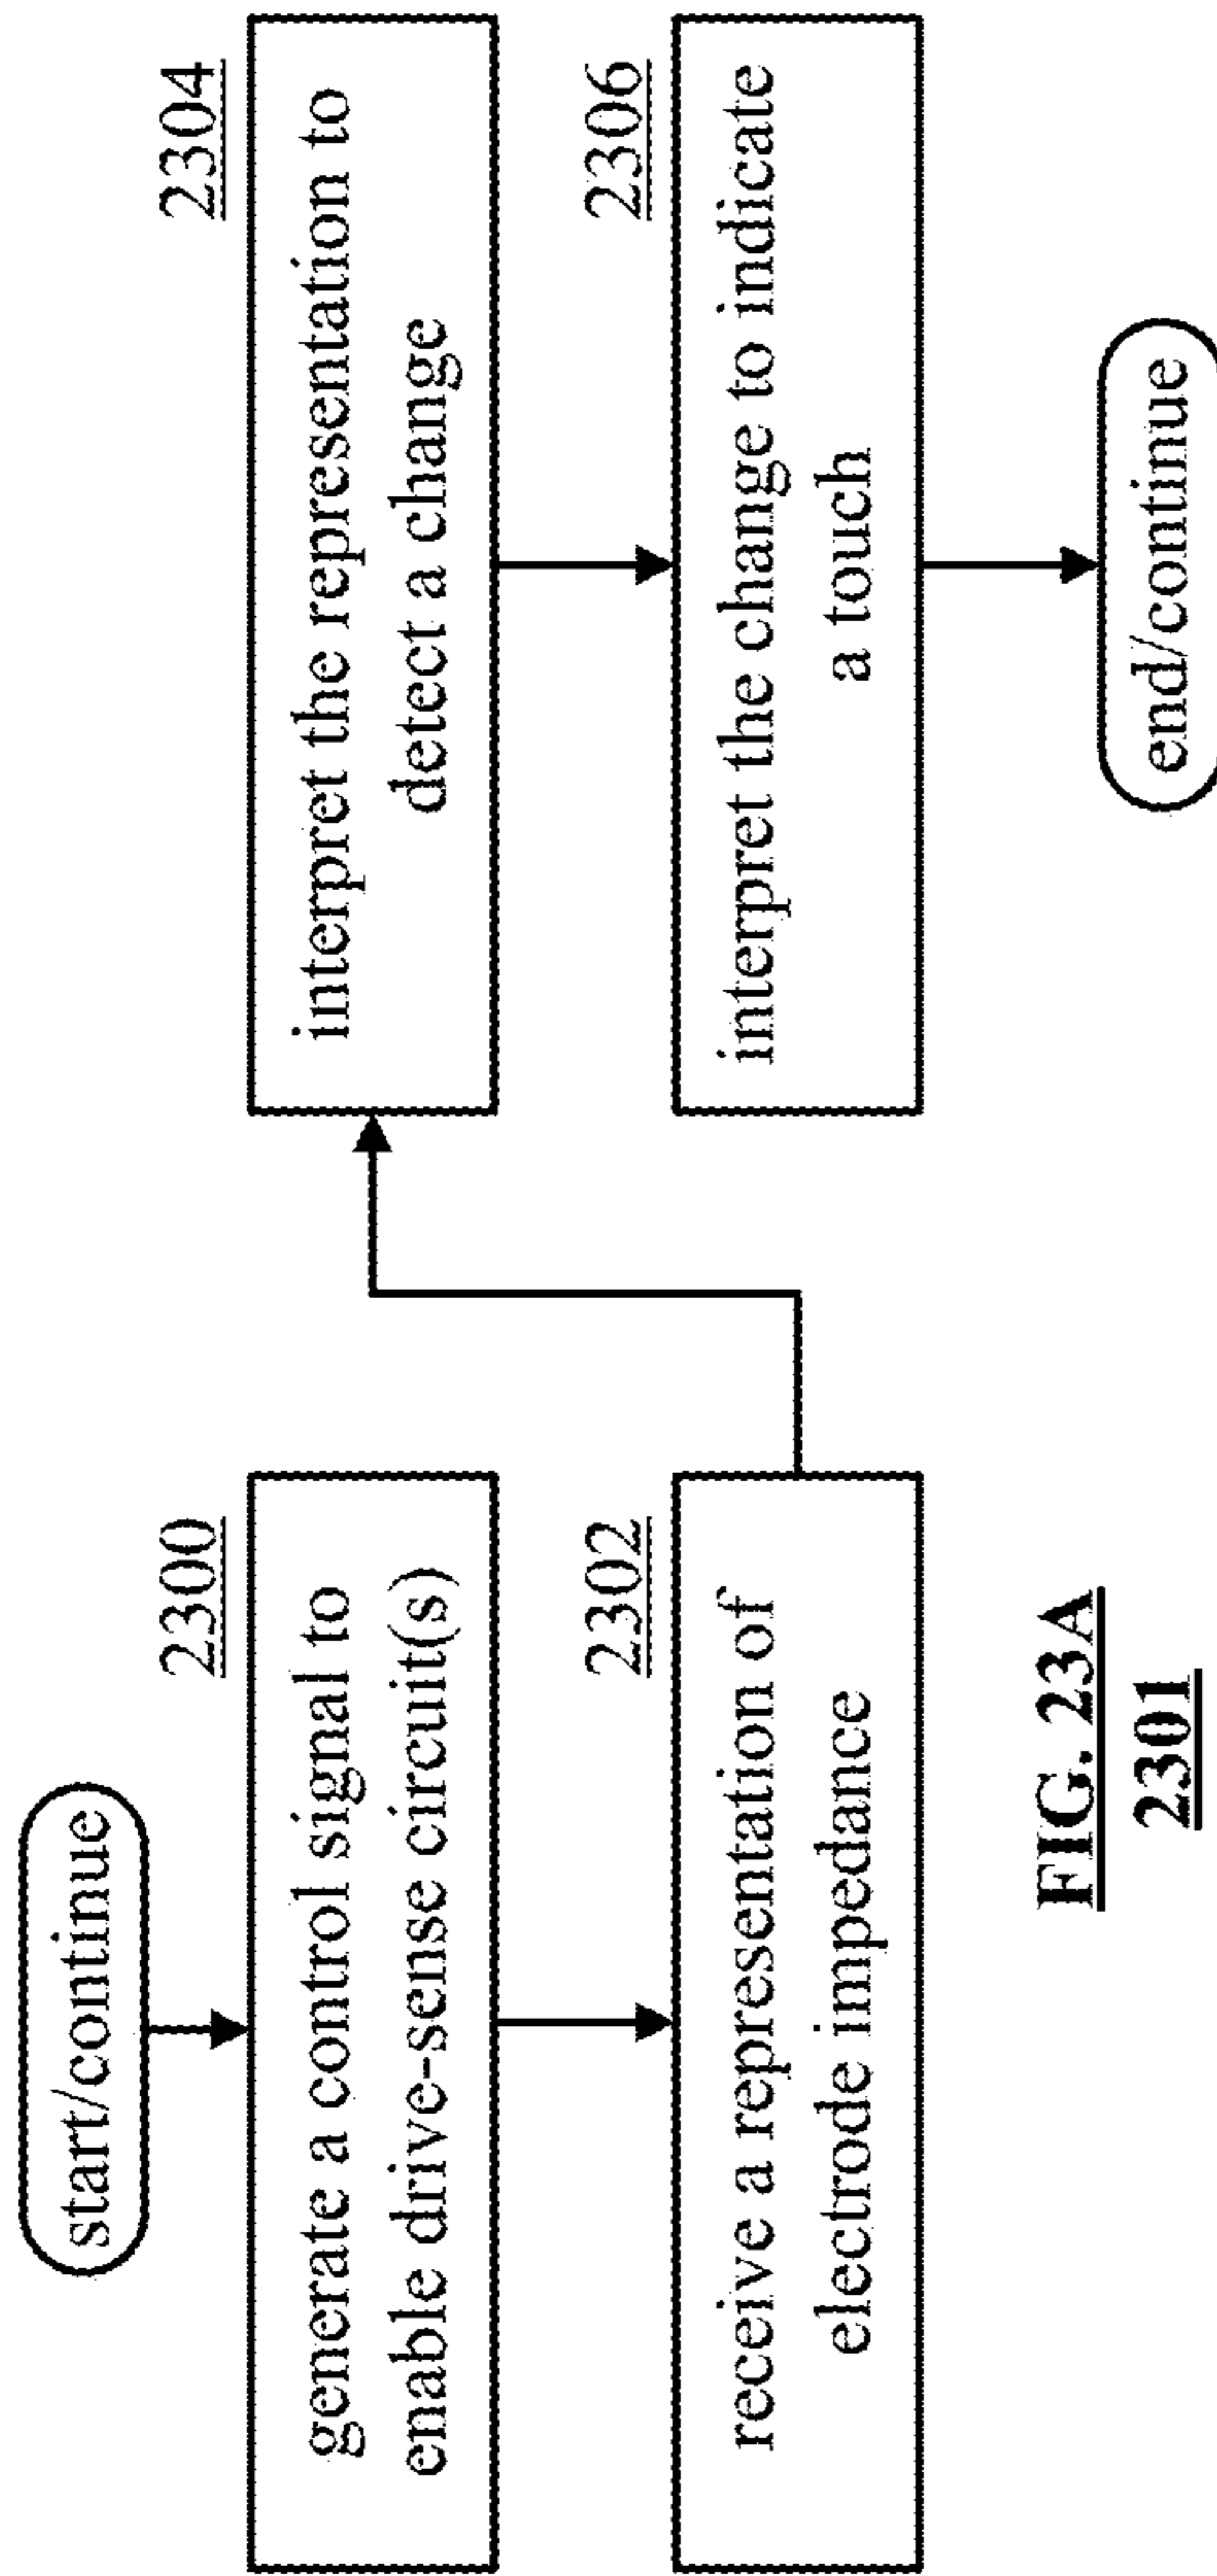 start/continue
2300
generate a control signal to
enable drive-sense circuit(s)
2302
receive a representation of
electrode impedance
2304
interpret the representation to
detect a change
2306
interpret the change to indicate
a touch
end/continue
FIG. 23A
2301